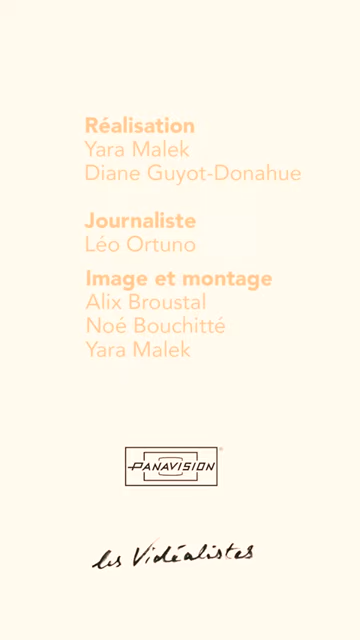 Réalisation
Yara Malek
Diane Guyot-Donahue
Journaliste
Léo Ortuno
Image et montage
Alix Broustal
Noé Bouchitté
Yara Malek
PANAVISION
les Vidéalistes